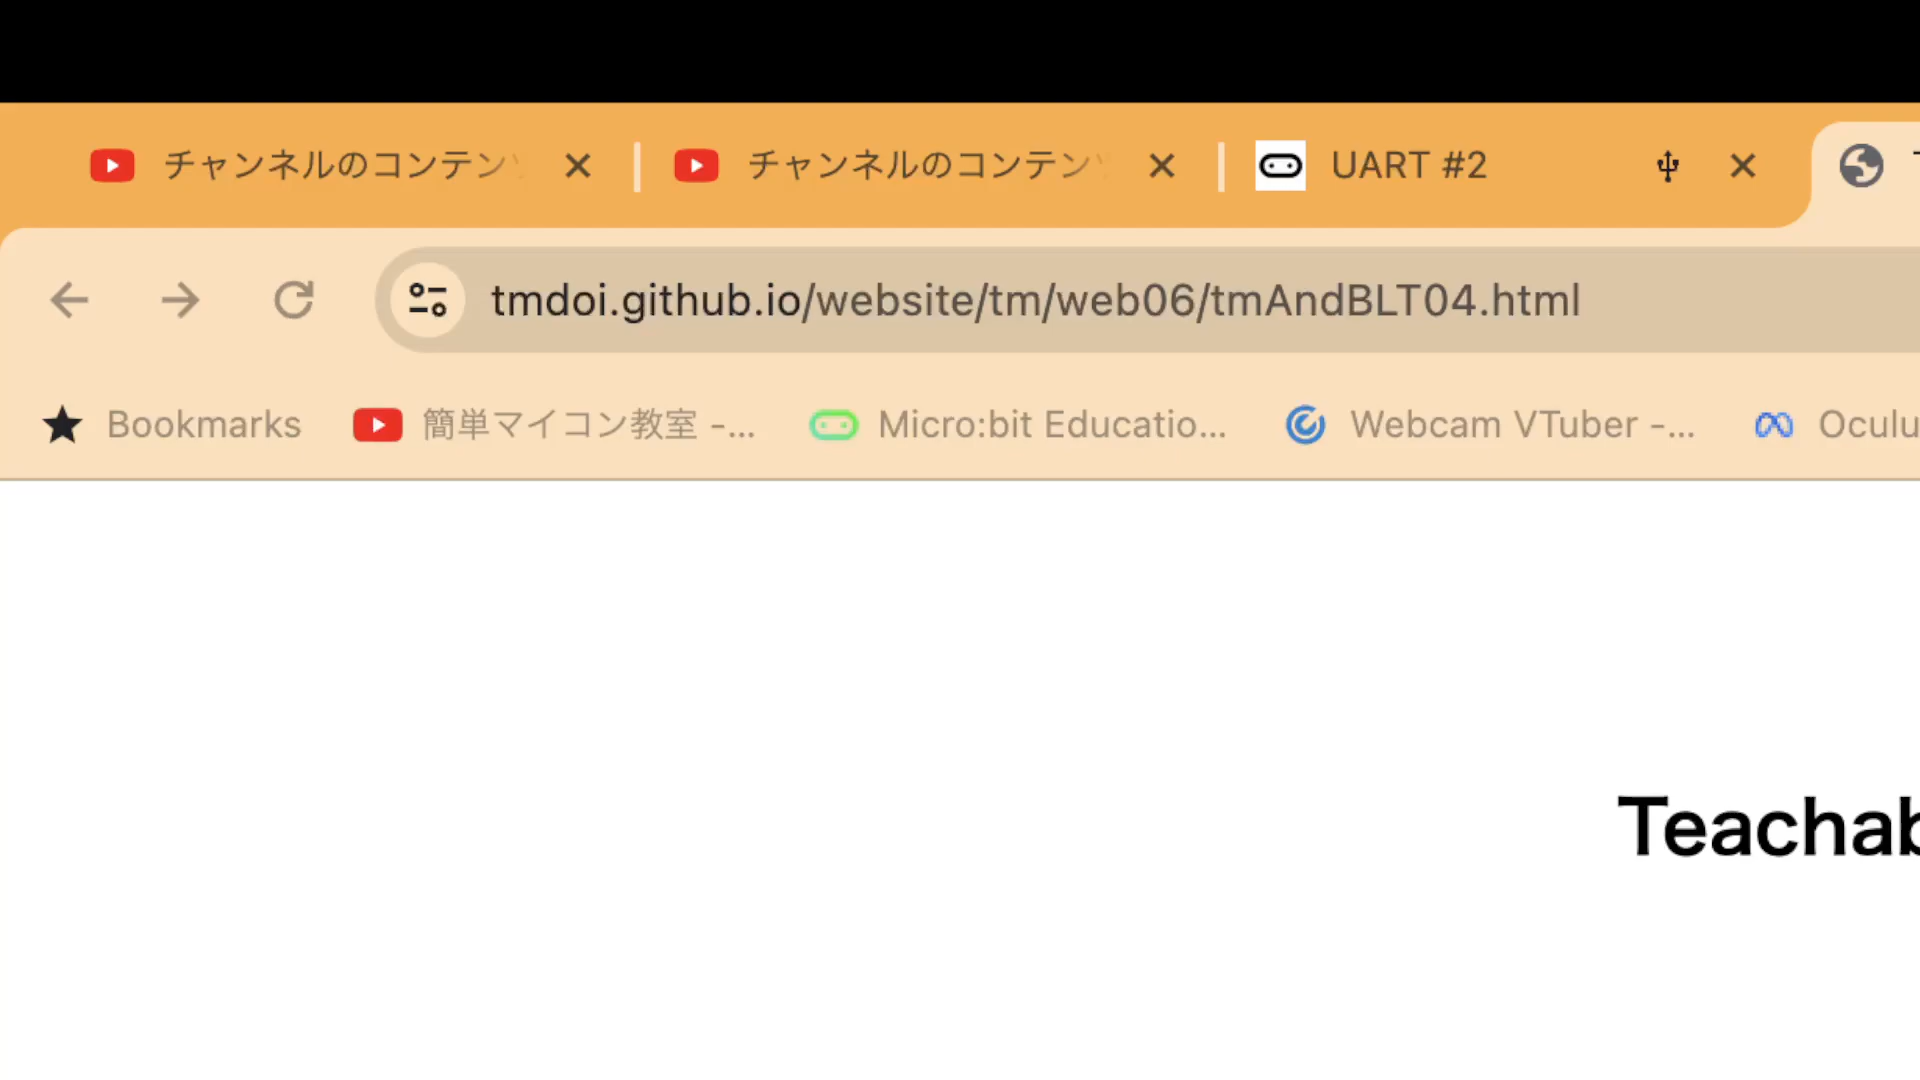 チャンネルのコンテン チャンネルのコンテン UART #2
tmdoi.github.io/website/tm/web06/tmAndBLT04.html
Bookmarks 簡単マイコン教室 -... Micro:bit Educatio... Webcam VTuber -... Oculu
Teachab